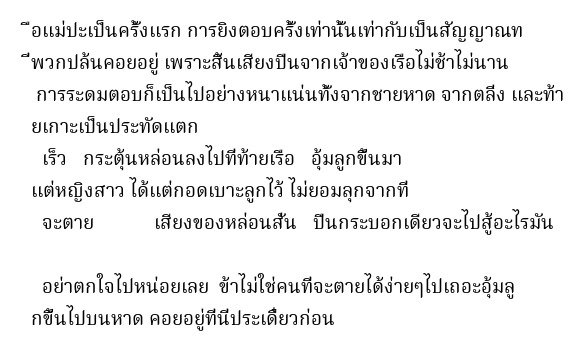 ือแม่ปะเป็นครั้งแรก การยิงตอบครั้งเท่านั้นเท่ากับเป็นสัญญาณท
ี่พวกปล้นคอยอยู่ เพราะสิ้นเสียงปืนจากเจ้าของเรือไม่ช้าไม่นาน
การระดมตอบก็เป็นไปอย่างหนาแน่นทั้งจากชายหาด จากตลิ่ง และท้า
ยเกาะเป็นประทัดแตก
เร็ว กระตุ้นหล่อนลงไปที่ท้ายเรือ อุ้มลูกขึ้นมา
แต่หญิงสาว ได้แต่กอดเบาะลูกไว้ ไม่ยอมลุกจากที่
จะตาย เสียงของหล่อนสั่น ปืนกระบอกเดียวจะไปสู้อะไรมัน
อย่าตกใจไปหน่อยเลย ข้าไม่ใช่คนที่จะตายได้ง่ายๆไปเถอะอุ้มลู
กขึ้นไปบนหาด คอยอยู่ที่นี่ประเดี๋ยวก่อน